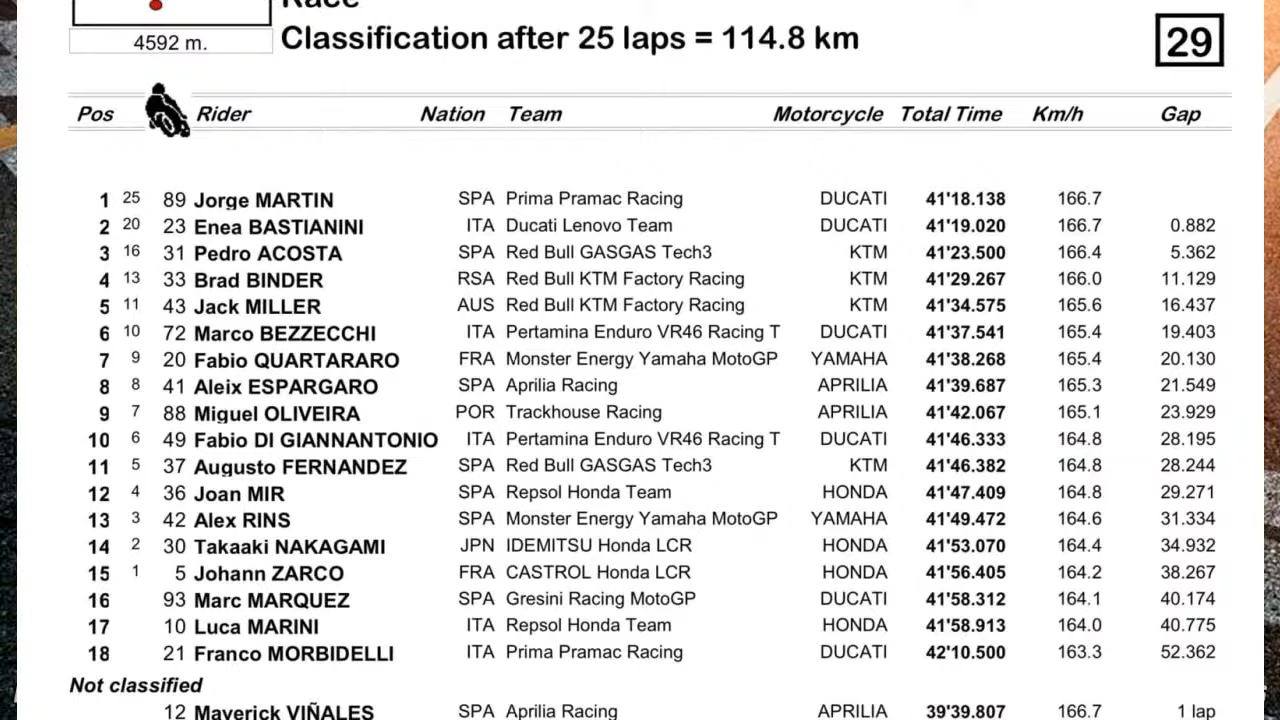 Race
4592 m.
Classification after 25 laps = 114.8 km
29
Pos Rider Nation Team Motorcycle Total Time Km/h Gap
1 25 89 Jorge MARTIN SPA Prima Pramac Racing DUCATI 41'18.138 166.7
2 20 23 Enea BASTIANINI ITA Ducati Lenovo Team DUCATI 41'19.020 166.7 0.882
3 16 31 Pedro ACOSTA SPA Red Bull GASGAS Tech3 KTM 41'23.500 166.4 5.362
4 13 33 Brad BINDER RSA Red Bull KTM Factory Racing KTM 41'29.267 166.0 11.129
5 11 43 Jack MILLER AUS Red Bull KTM Factory Racing KTM 41'34.575 165.6 16.437
6 10 72 Marco BEZZECCHI ITA Pertamina Enduro VR46 Racing T DUCATI 41'37.541 165.4 19.403
7 9 20 Fabio QUARTARARO FRA Monster Energy Yamaha MotoGP YAMAHA 41'38.268 165.4 20.130
8 8 41 Aleix ESPARGARO SPA Aprilia Racing APRILIA 41'39.687 165.3 21.549
9 7 88 Miguel OLIVEIRA POR Trackhouse Racing APRILIA 41'42.067 165.1 23.929
10 6 49 Fabio DI GIANNANTONIO ITA Pertamina Enduro VR46 Racing T DUCATI 41'46.333 164.8 28.195
11 5 37 Augusto FERNANDEZ SPA Red Bull GASGAS Tech3 KTM 41'46.382 164.8 28.244
12 4 36 Joan MIR SPA Repsol Honda Team HONDA 41'47.409 164.8 29.271
13 3 42 Alex RINS SPA Monster Energy Yamaha MotoGP YAMAHA 41'49.472 164.6 31.334
14 2 30 Takaaki NAKAGAMI JPN IDEMITSU Honda LCR HONDA 41'53.070 164.4 34.932
15 1 5 Johann ZARCO FRA CASTROL Honda LCR HONDA 41'56.405 164.2 38.267
16 93 Marc MARQUEZ SPA Gresini Racing MotoGP DUCATI 41'58.312 164.1 40.174
17 10 Luca MARINI ITA Repsol Honda Team HONDA 41'58.913 164.0 40.775
18 21 Franco MORBIDELLI ITA Prima Pramac Racing DUCATI 42'10.500 163.3 52.362
Not classified
12 Maverick VIÑALES SPA Aprilia Racing APRILIA 39'39.807 166.7 1 lap